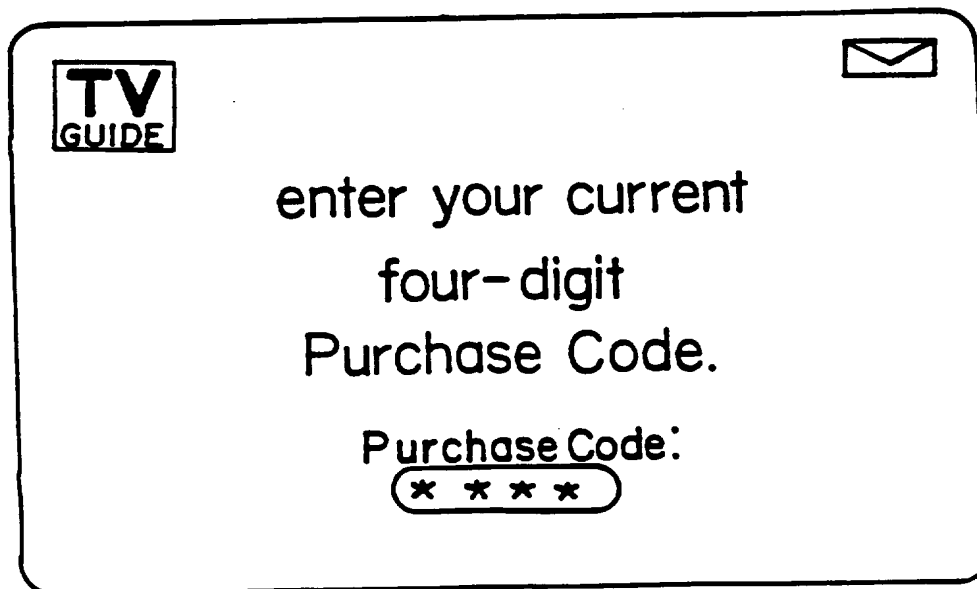 TV
GUIDE
enter your current
four-digit
Purchase Code.
Purchase Code:
* * * *